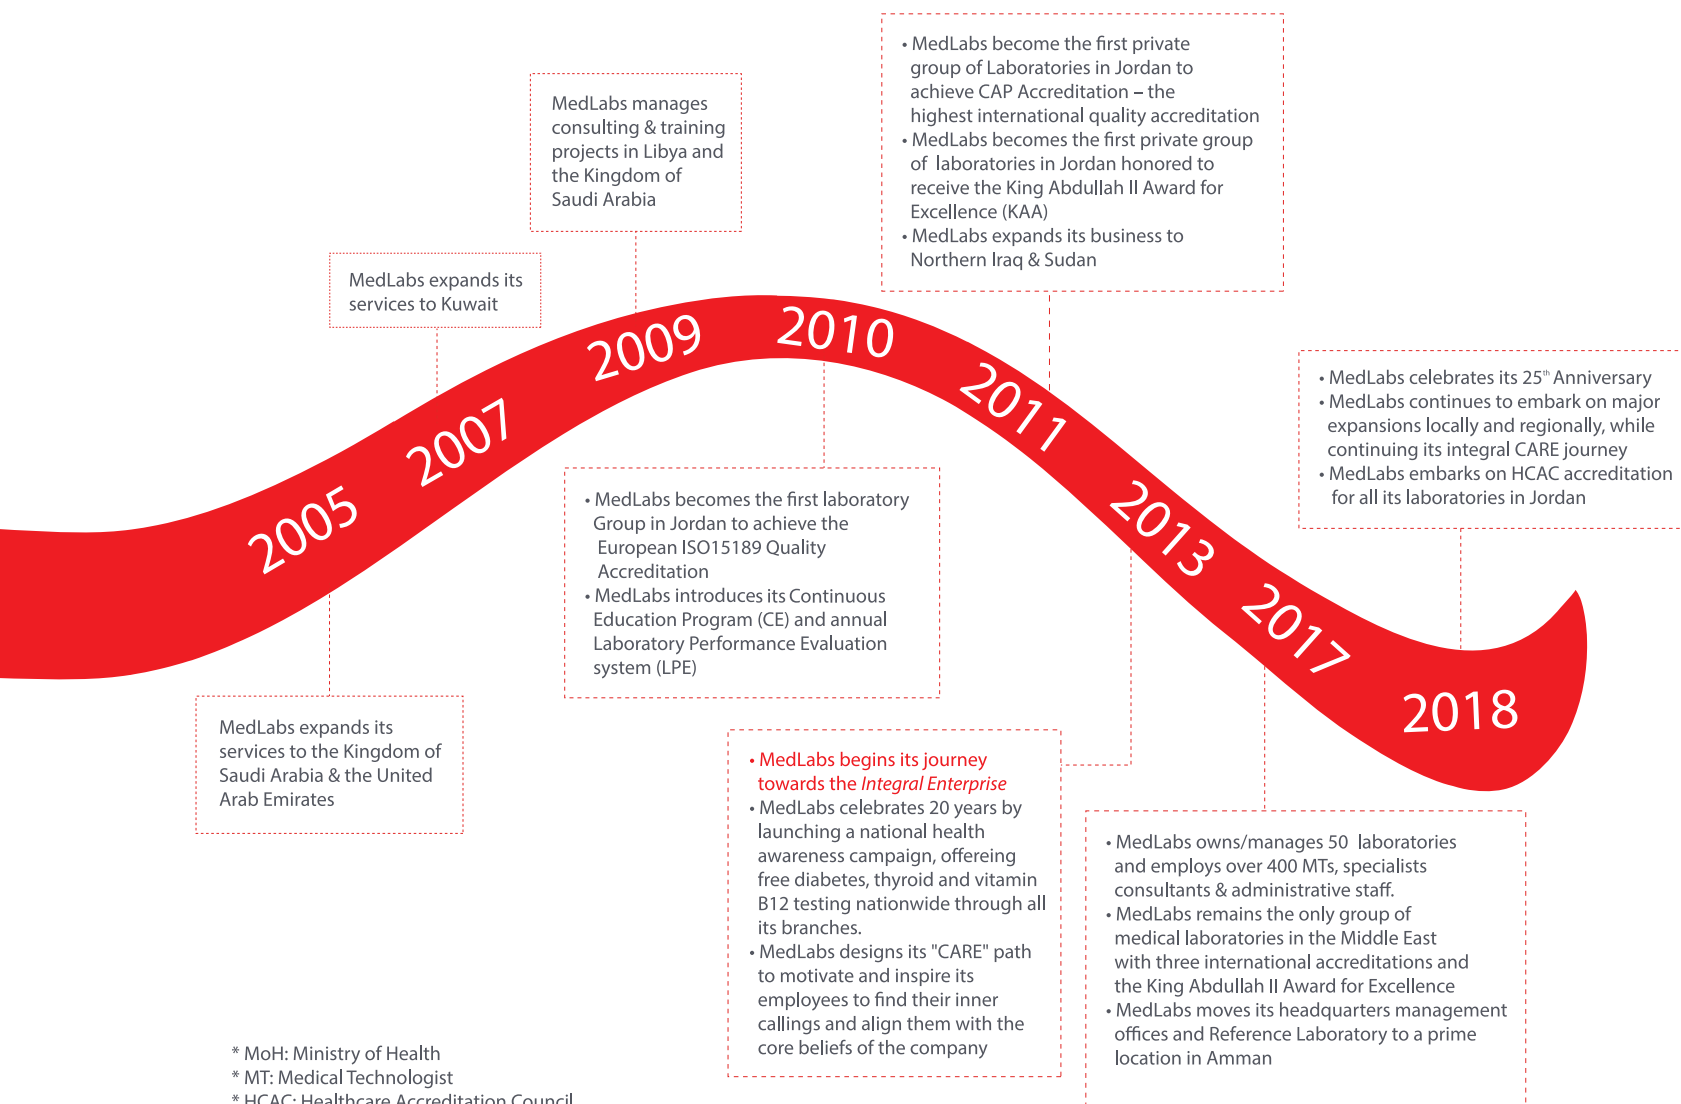 2005
MedLabs expands its
services to the Kingdom of
Saudi Arabia & the United
Arab Emirates
2007
MedLabs expands its
services to Kuwait
2009
MedLabs manages
consulting & training
projects in Libya and
the Kingdom of
Saudi Arabia
2010
• MedLabs becomes the first laboratory
Group in Jordan to achieve the
European ISO15189 Quality
Accreditation
• MedLabs introduces its Continuous
Education Program (CE) and annual
Laboratory Performance Evaluation
system (LPE)
2011
• MedLabs become the first private
group of Laboratories in Jordan to
achieve CAP Accreditation – the
highest international quality accreditation
• MedLabs becomes the first private group
of laboratories in Jordan honored to
receive the King Abdullah II Award for
Excellence (KAA)
• MedLabs expands its business to
Northern Iraq & Sudan
2013
• MedLabs begins its journey
towards the Integral Enterprise
• MedLabs celebrates 20 years by
launching a national health
awareness campaign, offereing
free diabetes, thyroid and vitamin
B12 testing nationwide through all
its branches.
• MedLabs designs its "CARE" path
to motivate and inspire its
employees to find their inner
callings and align them with the
core beliefs of the company
2017
• MedLabs owns/manages 50 laboratories
and employs over 400 MTs, specialists
consultants & administrative staff.
• MedLabs remains the only group of
medical laboratories in the Middle East
with three international accreditations and
the King Abdullah II Award for Excellence
• MedLabs moves its headquarters management
offices and Reference Laboratory to a prime
location in Amman
2018
• MedLabs celebrates its 25th Anniversary
• MedLabs continues to embark on major
expansions locally and regionally, while
continuing its integral CARE journey
• MedLabs embarks on HCAC accreditation
for all its laboratories in Jordan
* MoH: Ministry of Health
* MT: Medical Technologist
* HCAC: Healthcare Accreditation Council